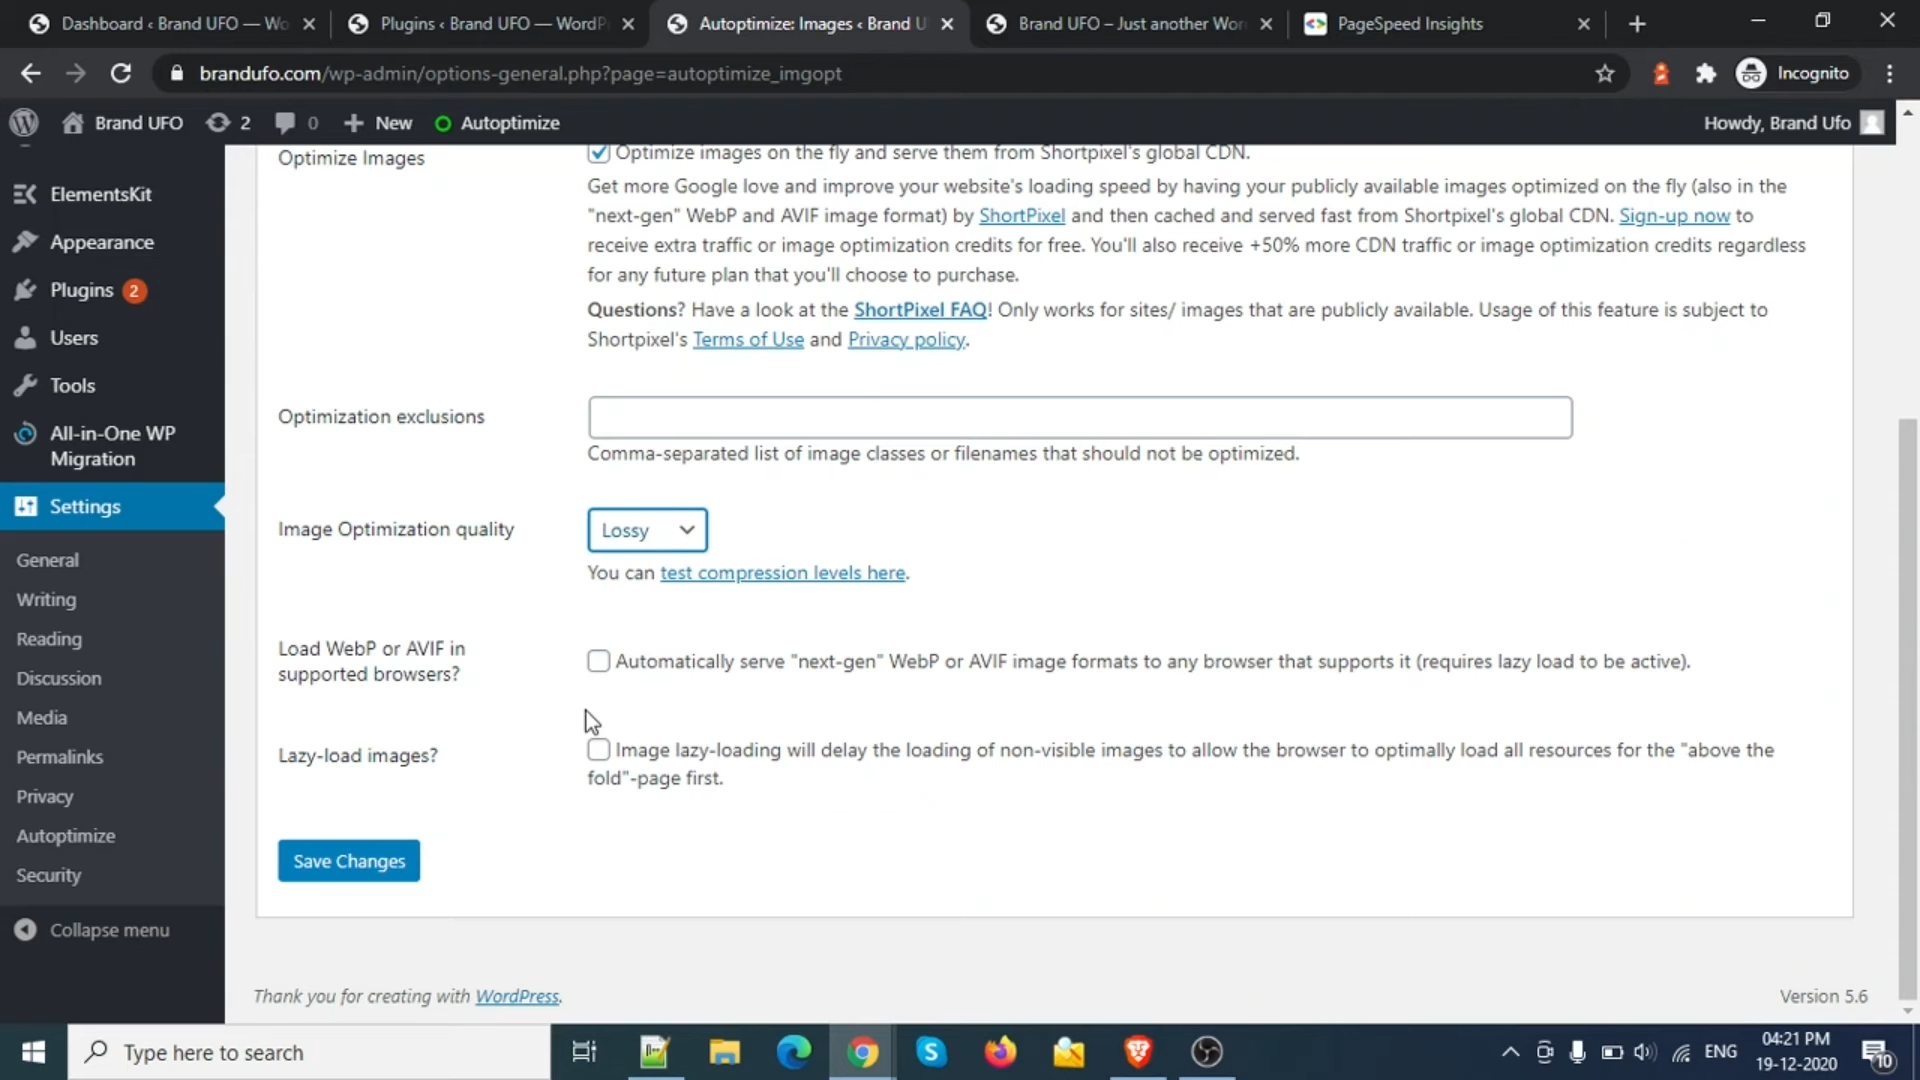 Dashboard ‹ Brand UFO — Wo
Plugins ‹ Brand UFO — WordP
Autoptimize: Images ‹ Brand U
Brand UFO – Just another Wor
PageSpeed Insights
brandufo.com/wp-admin/options-general.php?page=autoptimize_imgopt
Incognito
Brand UFO
2
0
New
Autoptimize
Howdy, Brand Ufo
ElementsKit
Appearance
Plugins 2
Users
Tools
All-in-One WP
Migration
Settings
General
Writing
Reading
Discussion
Media
Permalinks
Privacy
Autoptimize
Security
Collapse menu
Optimize Images
Optimize images on the fly and serve them from Shortpixel's global CDN.
Get more Google love and improve your website's loading speed by having your publicly available images optimized on the fly (also in the
"next-gen" WebP and AVIF image format) by ShortPixel and then cached and served fast from Shortpixel's global CDN. Sign-up now to
receive extra traffic or image optimization credits for free. You'll also receive +50% more CDN traffic or image optimization credits regardless
for any future plan that you'll choose to purchase.
Questions? Have a look at the ShortPixel FAQ! Only works for sites/ images that are publicly available. Usage of this feature is subject to
Shortpixel's Terms of Use and Privacy policy.
Optimization exclusions
Comma-separated list of image classes or filenames that should not be optimized.
Image Optimization quality
Lossy
You can test compression levels here.
Load WebP or AVIF in
supported browsers?
Automatically serve "next-gen" WebP or AVIF image formats to any browser that supports it (requires lazy load to be active).
Lazy-load images?
Image lazy-loading will delay the loading of non-visible images to allow the browser to optimally load all resources for the "above the
fold"-page first.
Save Changes
Thank you for creating with WordPress.
Version 5.6
Type here to search
ENG
04:21 PM
19-12-2020
10